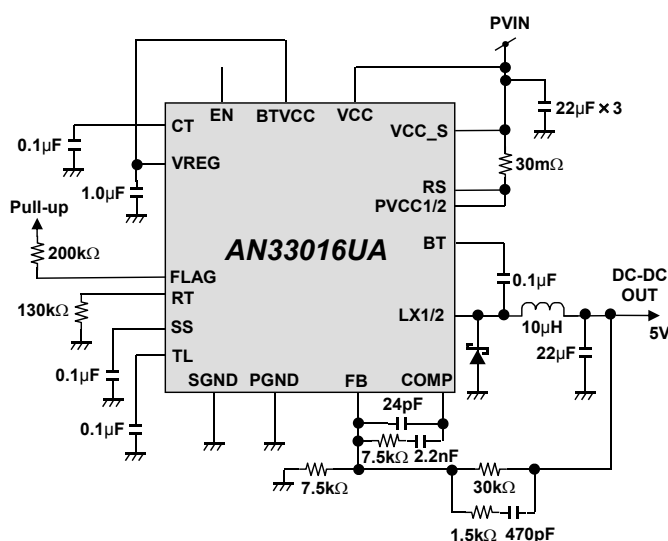 PVIN
EN
BTVCC
VCC
22μF×3
CT
VCC_S
0.1μF
VREG
30mΩ
1.0μF
RS
PVCC1/2
Pull-up
200kΩ
AN33016UA
BT
0.1μF
DC-DC
OUT
FLAG
130kΩ
RT
LX1/2
10μH
5V
SS
22μF
0.1μF
TL
SGND
PGND
FB
COMP
0.1μF
24pF
7.5kΩ
2.2nF
7.5kΩ
30kΩ
1.5kΩ
470pF